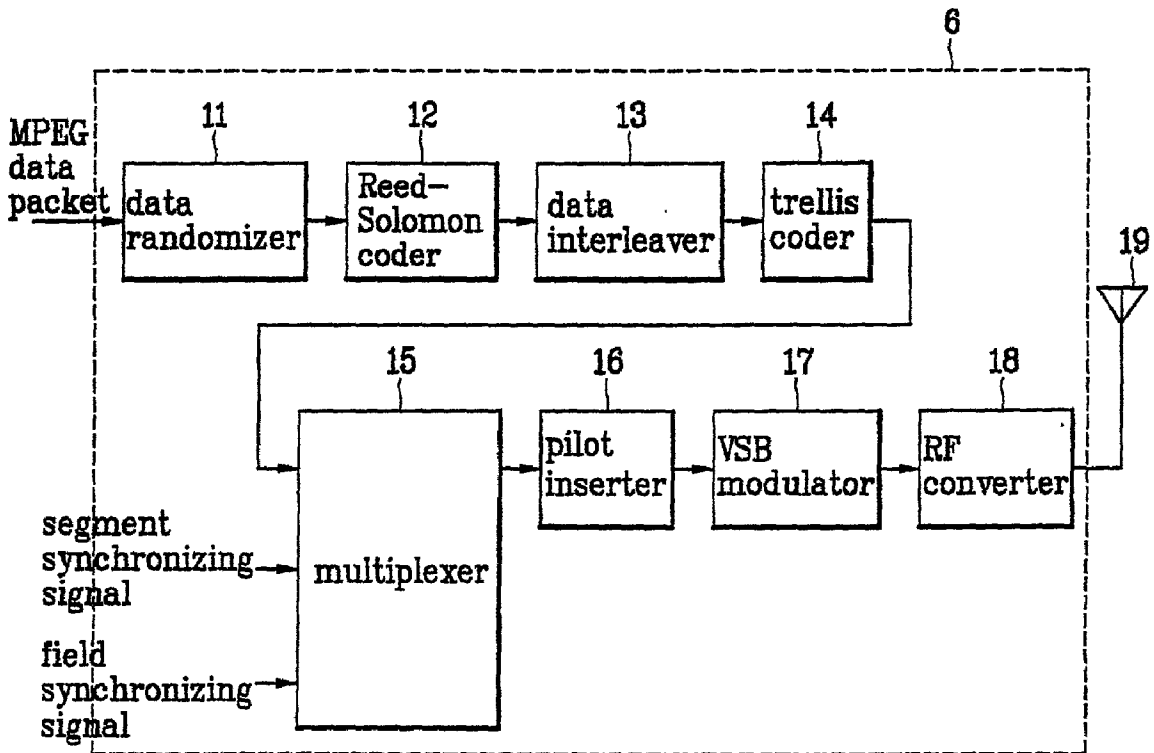 6
11
12
13
14
MPEG
data
packet
data
randomizer
Reed-
Solomon
coder
data
interleaver
trellis
coder
19
15
16
17
18
multiplexer
pilot
inserter
VSB
modulator
RF
converter
segment
synchronizing
signal
field
synchronizing
signal